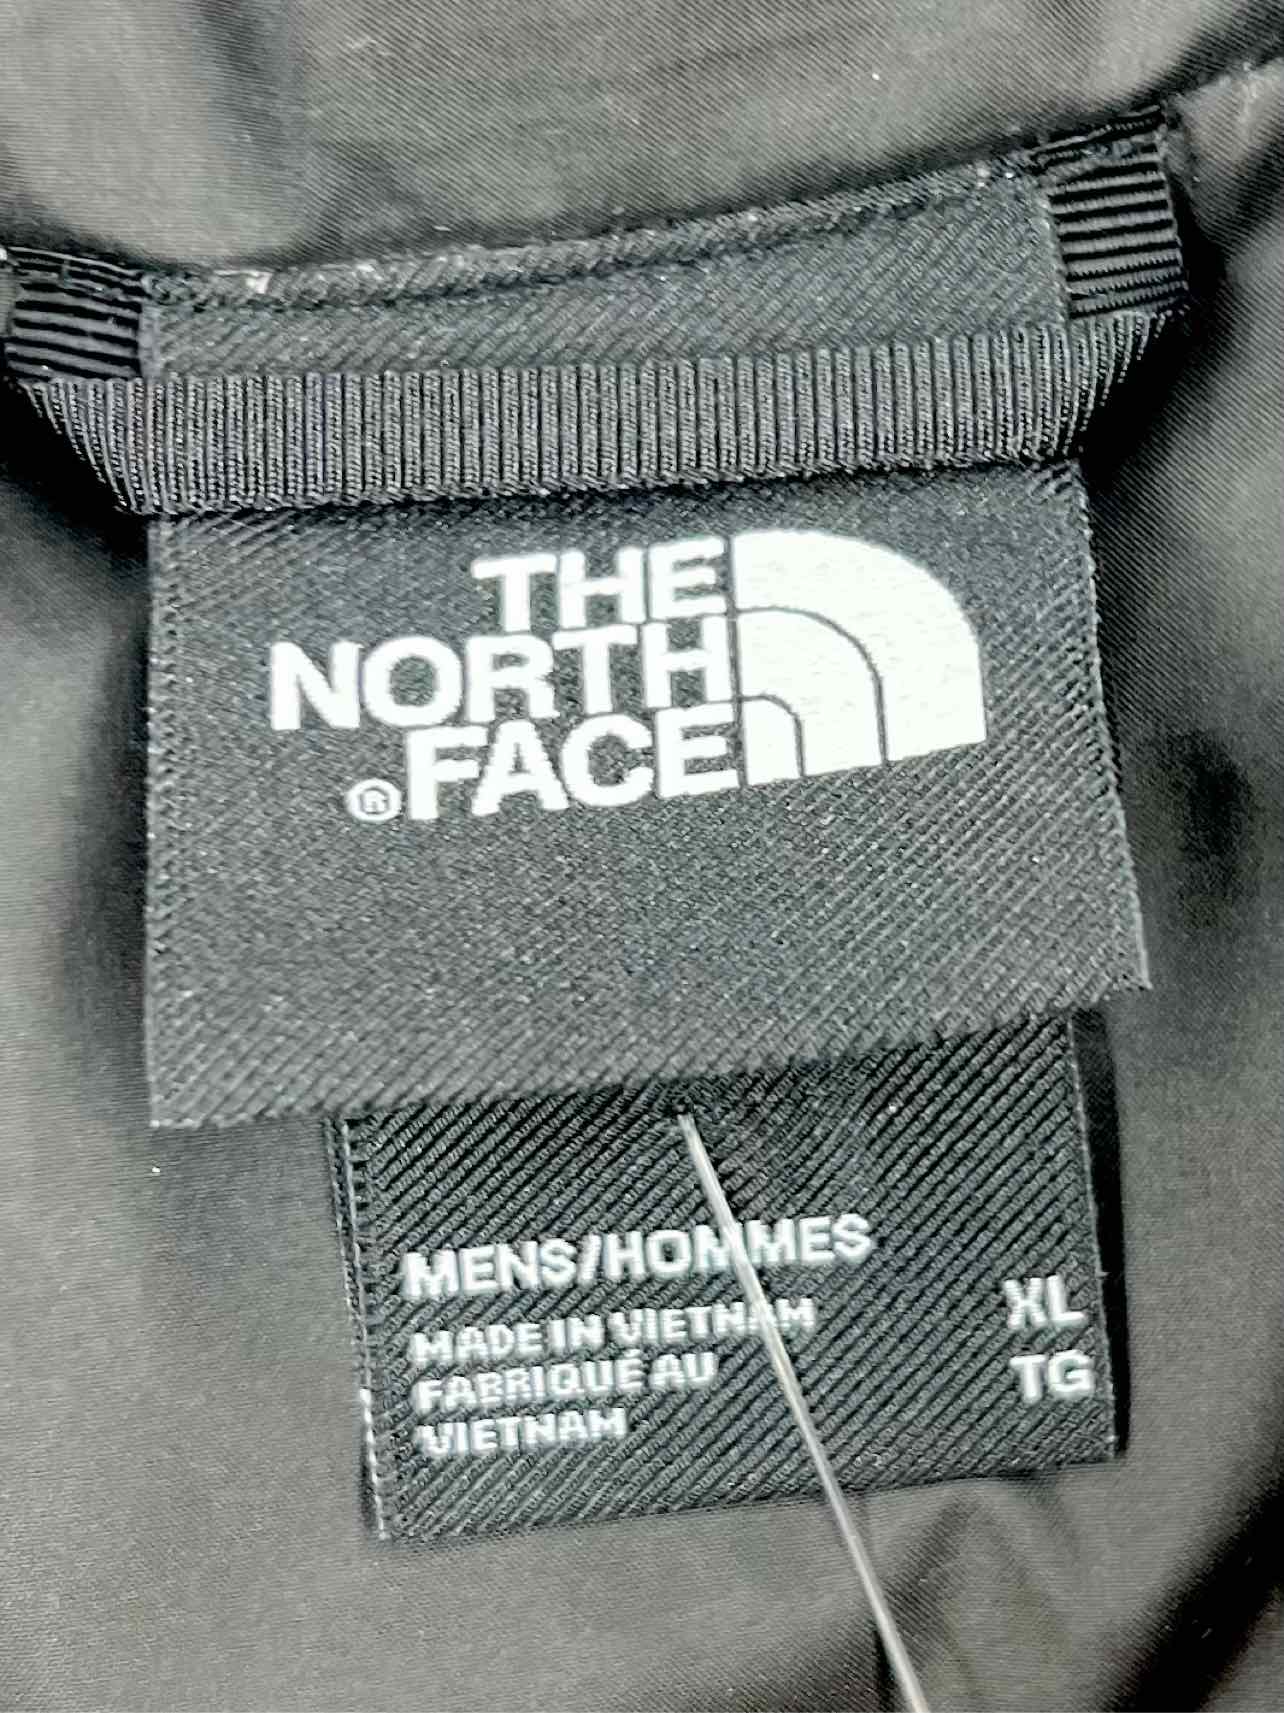 THE
NORTH
®FACE
MENS/HOMMES
MADE IN VIETNAM
FABRIQUÉ AU
VIETNAM
XL
TG